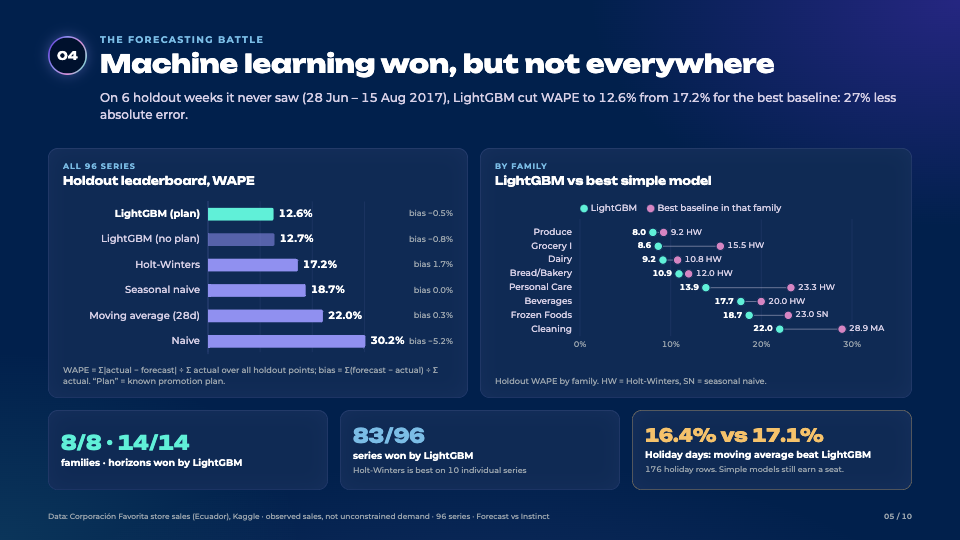 04
THE FORECASTING BATTLE
Machine learning won, but not everywhere
On 6 holdout weeks it never saw (28 Jun – 15 Aug 2017), LightGBM cut WAPE to 12.6% from 17.2% for the best baseline: 27% less
absolute error.
ALL 96 SERIES
Holdout leaderboard, WAPE
LightGBM (plan) 12.6% bias −0.5%
LightGBM (no plan) 12.7% bias −0.8%
Holt-Winters 17.2% bias 1.7%
Seasonal naive 18.7% bias 0.0%
Moving average (28d) 22.0% bias 0.3%
Naive 30.2% bias −5.2%
WAPE = Σ|actual − forecast| ÷ Σ actual over all holdout points; bias = Σ(forecast − actual) ÷ Σ
actual. “Plan” = known promotion plan.
BY FAMILY
LightGBM vs best simple model
LightGBM Best baseline in that family
Produce 8.0 9.2 HW
Grocery I 8.6 15.5 HW
Dairy 9.2 10.8 HW
Bread/Bakery 10.9 12.0 HW
Personal Care 13.9 23.3 HW
Beverages 17.7 20.0 HW
Frozen Foods 18.7 23.0 SN
Cleaning 22.0 28.9 MA
0% 10% 20% 30%
Holdout WAPE by family. HW = Holt-Winters, SN = seasonal naive.
8/8 · 14/14
families · horizons won by LightGBM
83/96
series won by LightGBM
Holt-Winters is best on 10 individual series
16.4% vs 17.1%
Holiday days: moving average beat LightGBM
176 holiday rows. Simple models still earn a seat.
Data: Corporación Favorita store sales (Ecuador), Kaggle · observed sales, not unconstrained demand · 96 series · Forecast vs Instinct
05 / 10